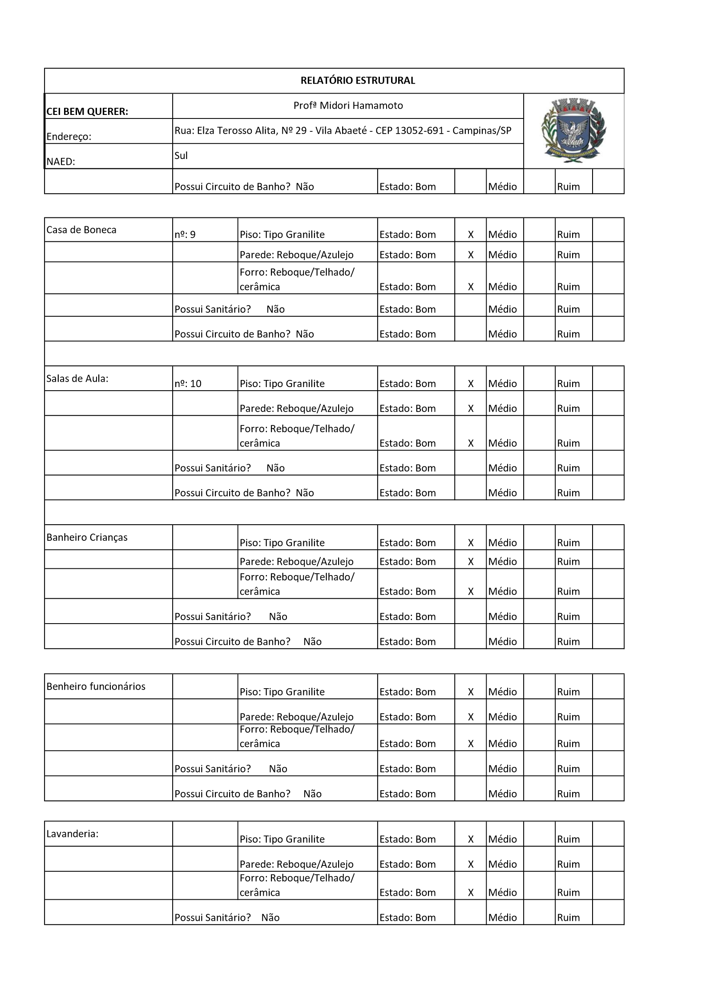 RELATÓRIO ESTRUTURAL
CEI BEM QUERER: Profª Midori Hamamoto
Endereço: Rua: Elza Terosso Alita, Nº 29 - Vila Abaeté - CEP 13052-691 - Campinas/SP
NAED: Sul
Possui Circuito de Banho? Não Estado: Bom Médio Ruim
Casa de Boneca nº: 9 Piso: Tipo Granilite Estado: Bom X Médio Ruim
Parede: Reboque/Azulejo Estado: Bom X Médio Ruim
Forro: Reboque/Telhado/
cerâmica Estado: Bom X Médio Ruim
Possui Sanitário? Não Estado: Bom Médio Ruim
Possui Circuito de Banho? Não Estado: Bom Médio Ruim
Salas de Aula: nº: 10 Piso: Tipo Granilite Estado: Bom X Médio Ruim
Parede: Reboque/Azulejo Estado: Bom X Médio Ruim
Forro: Reboque/Telhado/
cerâmica Estado: Bom X Médio Ruim
Possui Sanitário? Não Estado: Bom Médio Ruim
Possui Circuito de Banho? Não Estado: Bom Médio Ruim
Banheiro Crianças Piso: Tipo Granilite Estado: Bom X Médio Ruim
Parede: Reboque/Azulejo Estado: Bom X Médio Ruim
Forro: Reboque/Telhado/
cerâmica Estado: Bom X Médio Ruim
Possui Sanitário? Não Estado: Bom Médio Ruim
Possui Circuito de Banho? Não Estado: Bom Médio Ruim
Benheiro funcionários Piso: Tipo Granilite Estado: Bom X Médio Ruim
Parede: Reboque/Azulejo Estado: Bom X Médio Ruim
Forro: Reboque/Telhado/
cerâmica Estado: Bom X Médio Ruim
Possui Sanitário? Não Estado: Bom Médio Ruim
Possui Circuito de Banho? Não Estado: Bom Médio Ruim
Lavanderia: Piso: Tipo Granilite Estado: Bom X Médio Ruim
Parede: Reboque/Azulejo Estado: Bom X Médio Ruim
Forro: Reboque/Telhado/
cerâmica Estado: Bom X Médio Ruim
Possui Sanitário? Não Estado: Bom Médio Ruim